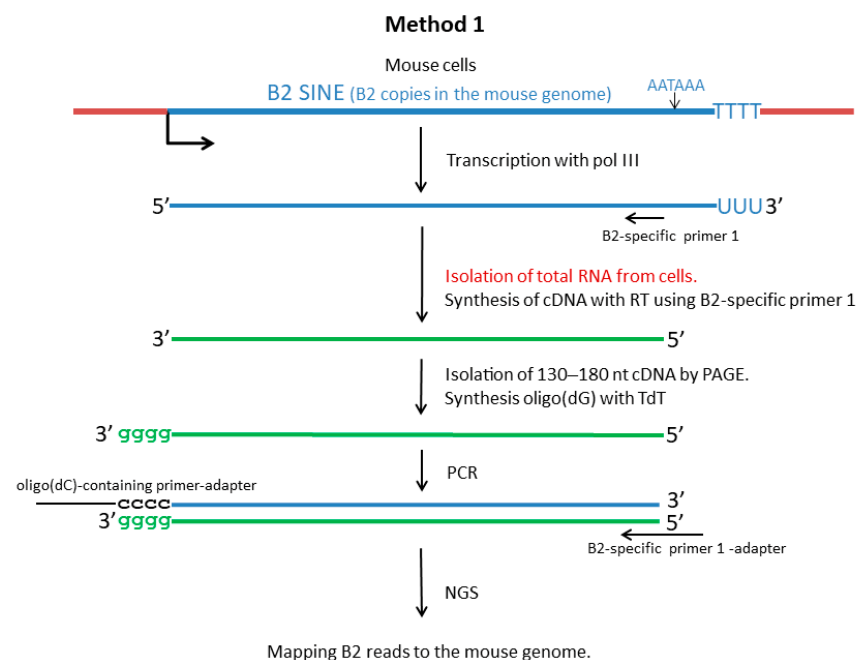 Method 1
Mouse cells
B2 SINE (B2 copies in the mouse genome)
AATAAA
TTTT
Transcription with pol III
5’
UUU3’
B2-specific primer 1
Isolation of total RNA from cells.
Synthesis of cDNA with RT using B2-specific primer 1
3’
5’
Isolation of 130–180 nt cDNA by PAGE.
Synthesis oligo(dG) with TdT
3’ gggg
5’
PCR
oligo(dC)-containing primer-adapter
cccc
3’
3’gggg
5’
B2-specific primer 1 -adapter
NGS
Mapping B2 reads to the mouse genome.